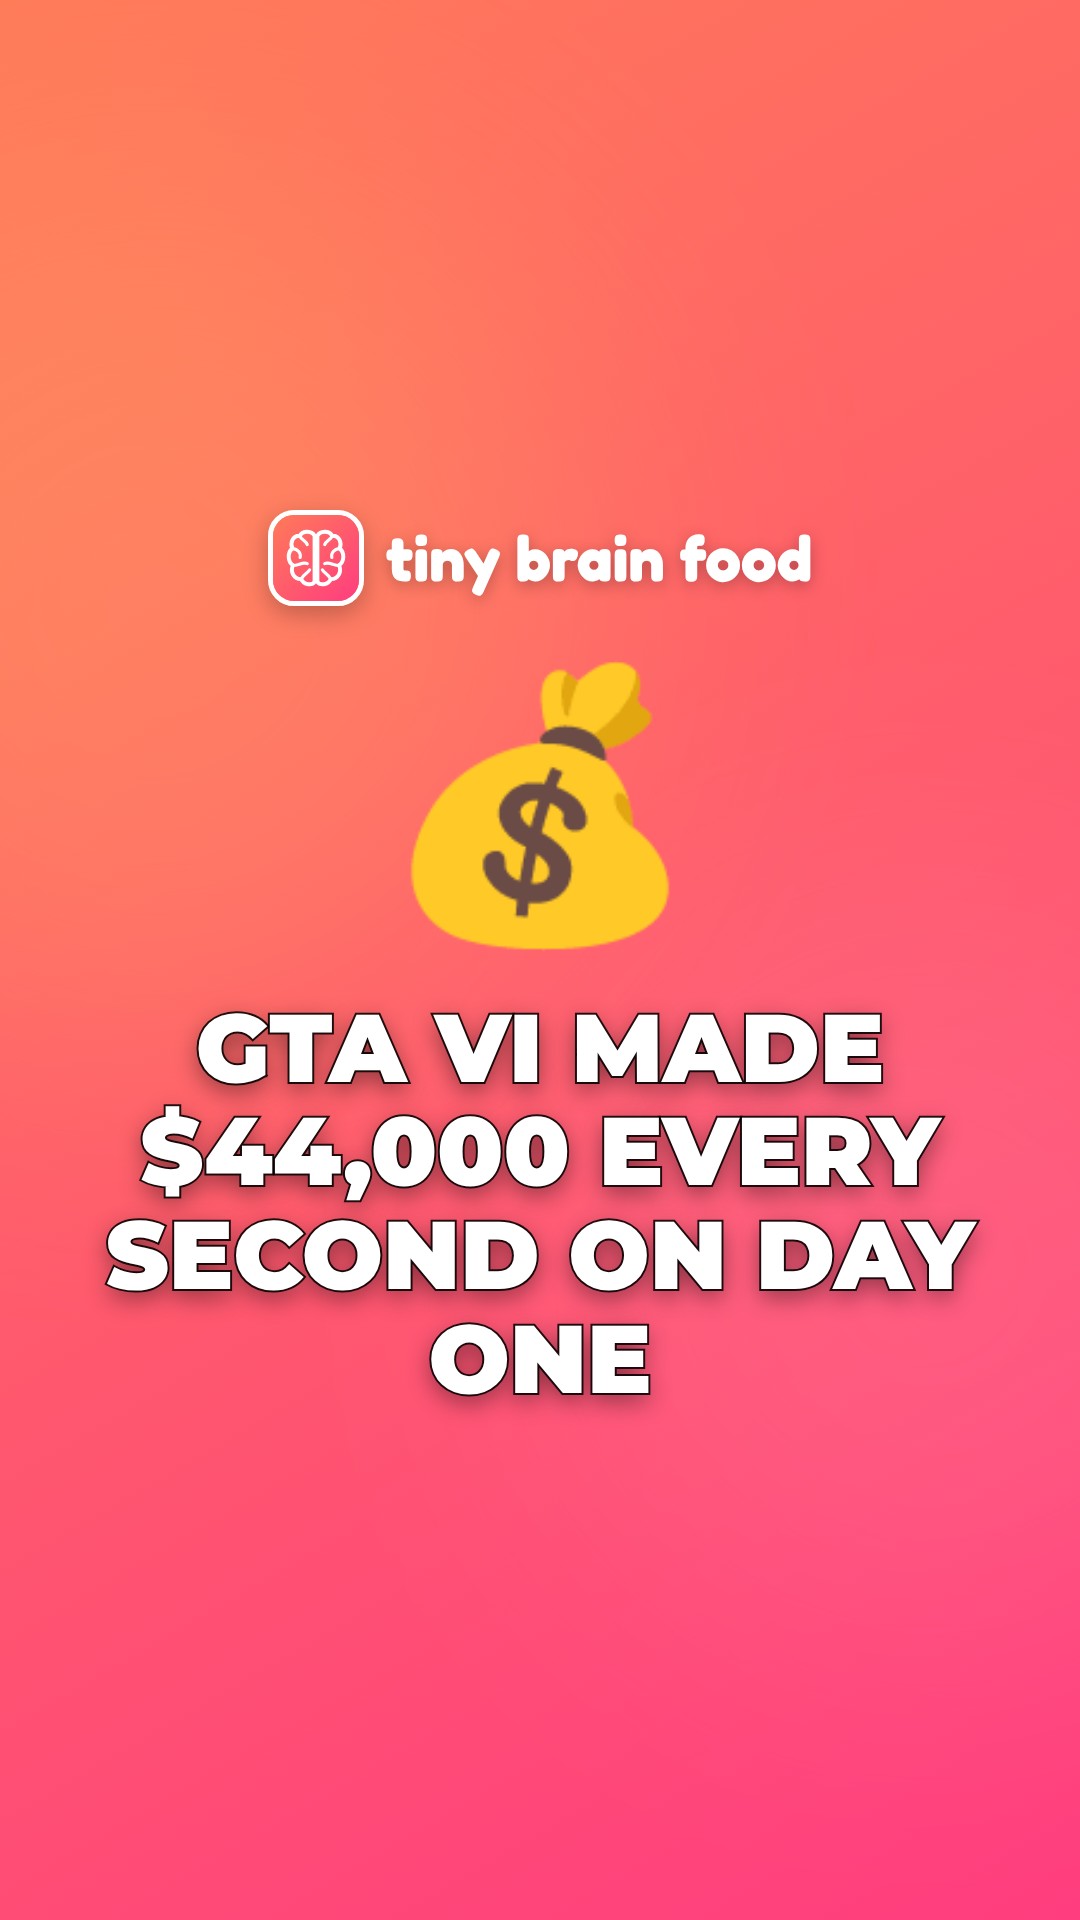 tiny brain food
$
GTA VI MADE
$44,000 EVERY
SECOND ON DAY
ONE